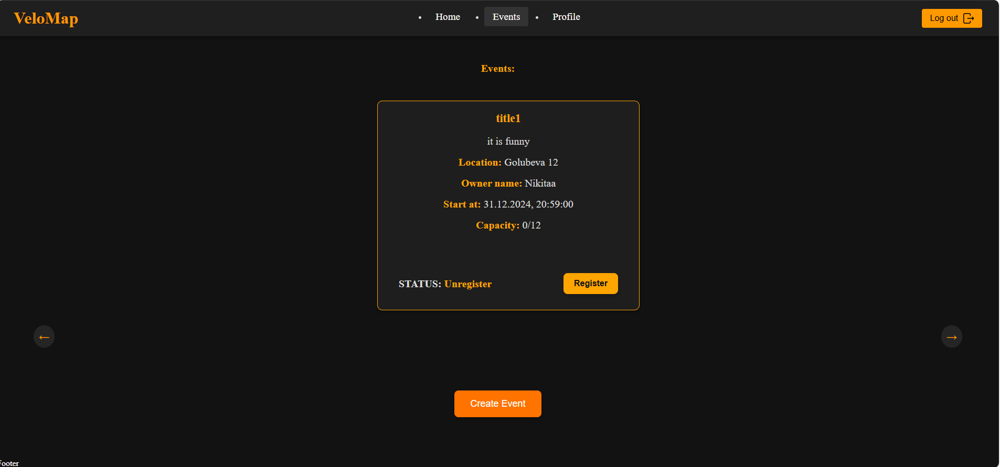 VeloMap
• Home • Events • Profile
Log out
Events:
title1
it is funny
Location: Golubeva 12
Owner name: Nikitaa
Start at: 31.12.2024, 20:59:00
Capacity: 0/12
STATUS: Unregister
Register
←
→
Create Event
Footer